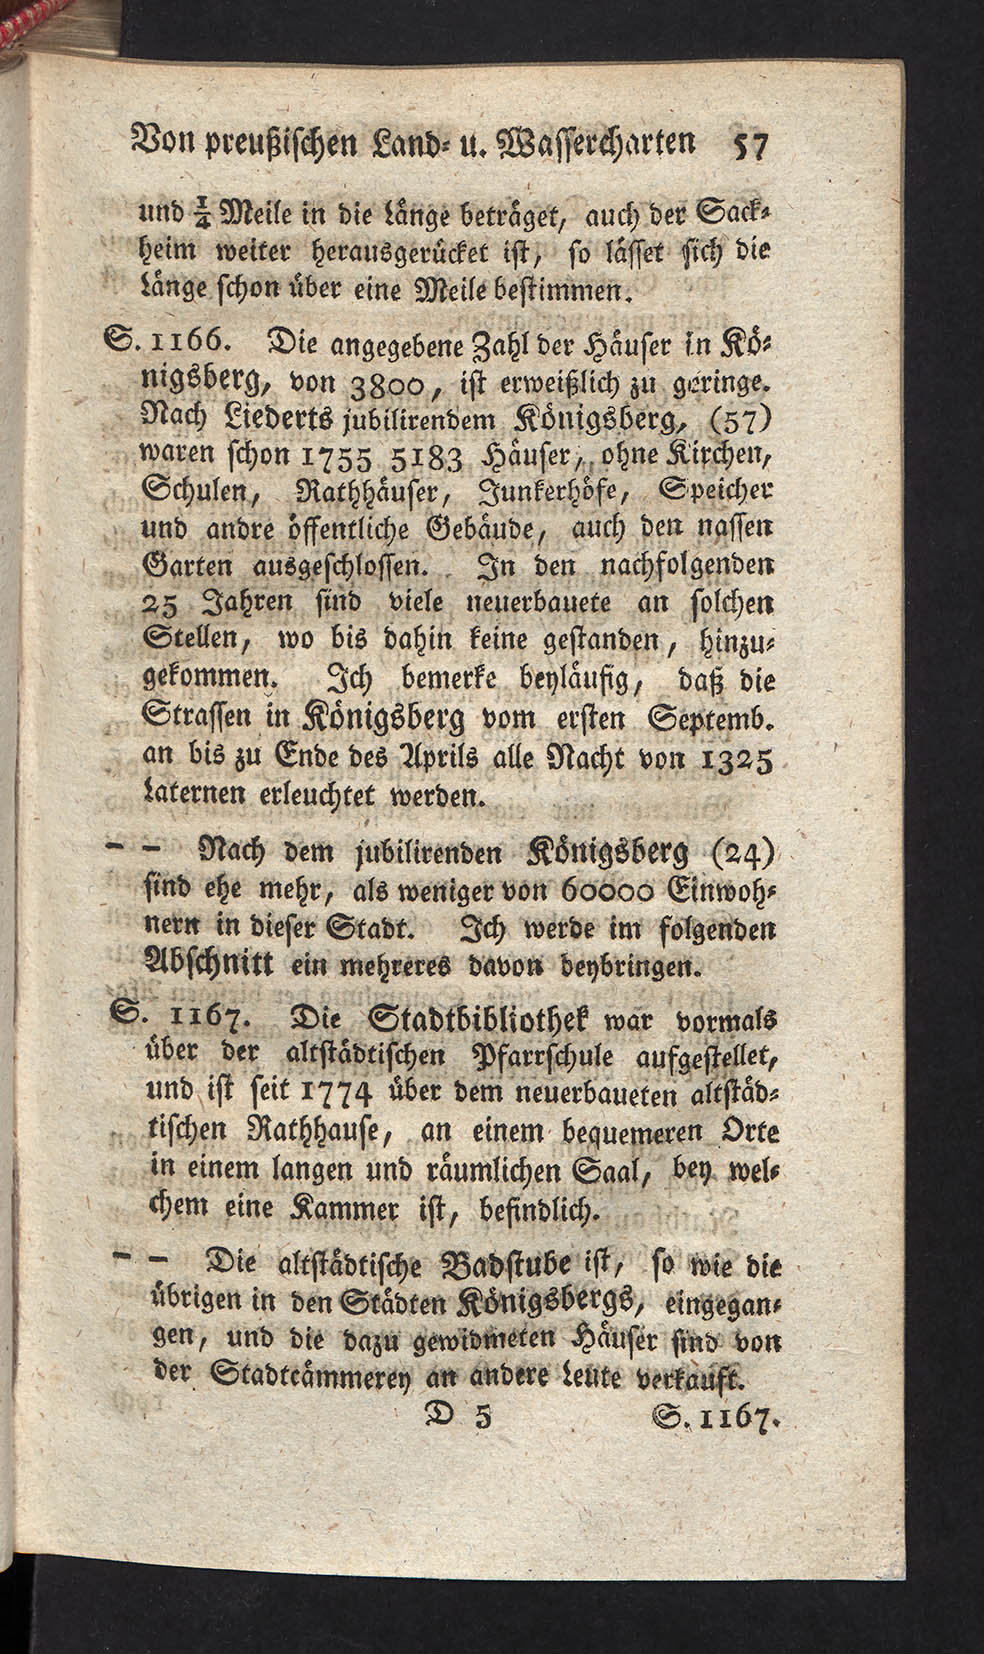 Von preußischen Land- u. Wassercharten 57
und 1/4 Meile in die Länge beträget, auch der Sack-
heim weiter herausgerücket ist, so lässet sich die
Länge schon über eine Meile bestimmen.
S. 1166. Die angegebene Zahl der Häuser in Kö-
nigsberg, von 3800, ist erweißlich zu geringe.
Nach Liederts jubilirendem Königsberg, (57)
waren schon 1755 5183 Häuser, ohne Kirchen,
Schulen, Rathhäuser, Junkerhöfe, Speicher
und andre öffentliche Gebäude, auch den nassen
Garten ausgeschlossen. In den nachfolgenden
25 Jahren sind viele neuerbauete an solchen
Stellen, wo bis dahin keine gestanden, hinzu-
gekommen. Ich bemerke beyläufig, daß die
Strassen in Königsberg vom ersten Septemb.
an bis zu Ende des Aprils alle Nacht von 1325
Laternen erleuchtet werden.
- - Nach dem jubilirenden Königsberg (24)
sind ehe mehr, als weniger von 60000 Einwoh-
nern in dieser Stadt. Ich werde im folgenden
Abschnitt ein mehreres davon beybringen.
S. 1167. Die Stadtbibliothek war vormals
über der altstädtischen Pfarrschule aufgestellet,
und ist seit 1774 über dem neuerbaueten altstäd-
tischen Rathhause, an einem bequemeren Orte
in einem langen und räumlichen Saal, bey wel-
chem eine Kammer ist, befindlich.
- - Die altstädtische Badstube ist, so wie die
übrigen in den Städten Königsbergs, eingegan-
gen, und die dazu gewidmeten Häuser sind von
der Stadtcämmerey an andere Leute verkauft.
D 5 S. 1167.